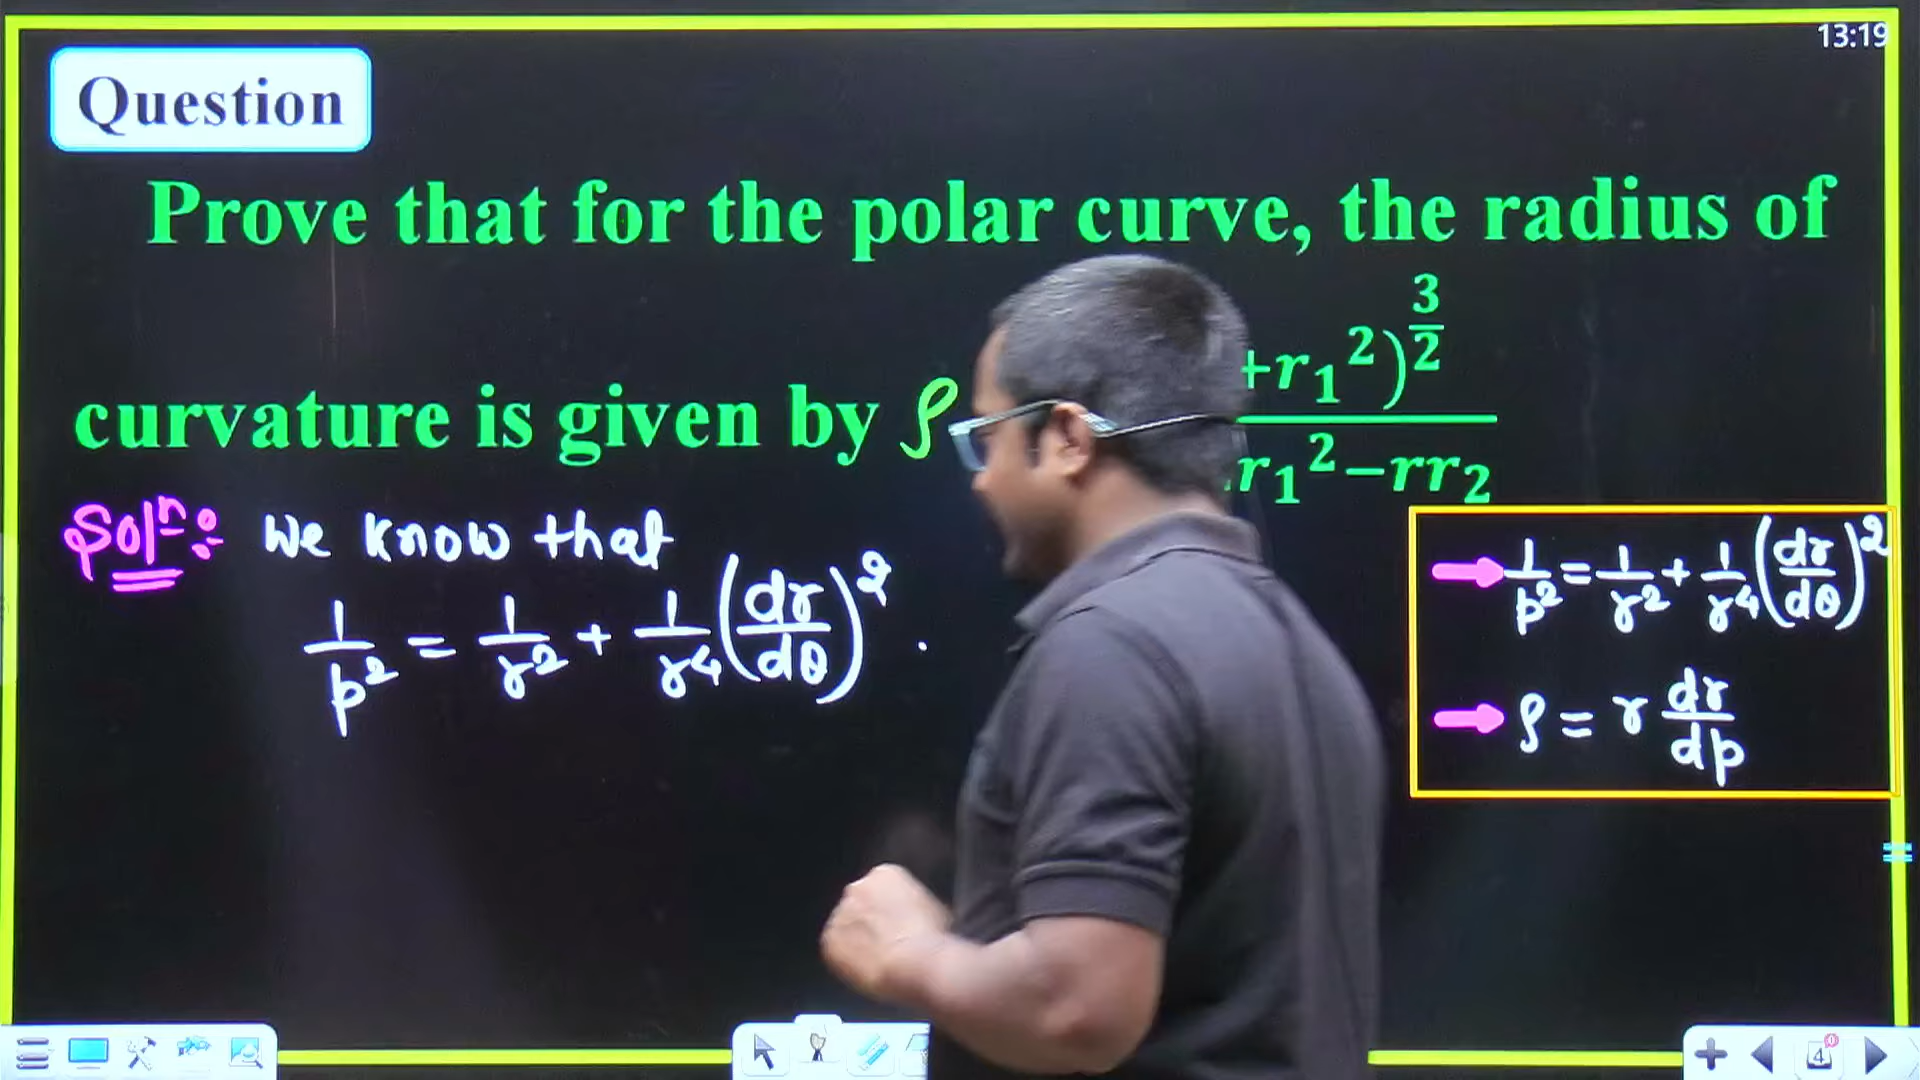 13:19
Question
Prove that for the polar curve, the radius of
curvature is given by ρ +r₁²)^(3/2) / r₁²−rr₂
Solⁿ:- We know that
1/p² = 1/r² + 1/r⁴ (dr/dθ)² .
→ 1/p² = 1/r² + 1/r⁴ (dr/dθ)²
→ ρ = r dr/dp
4